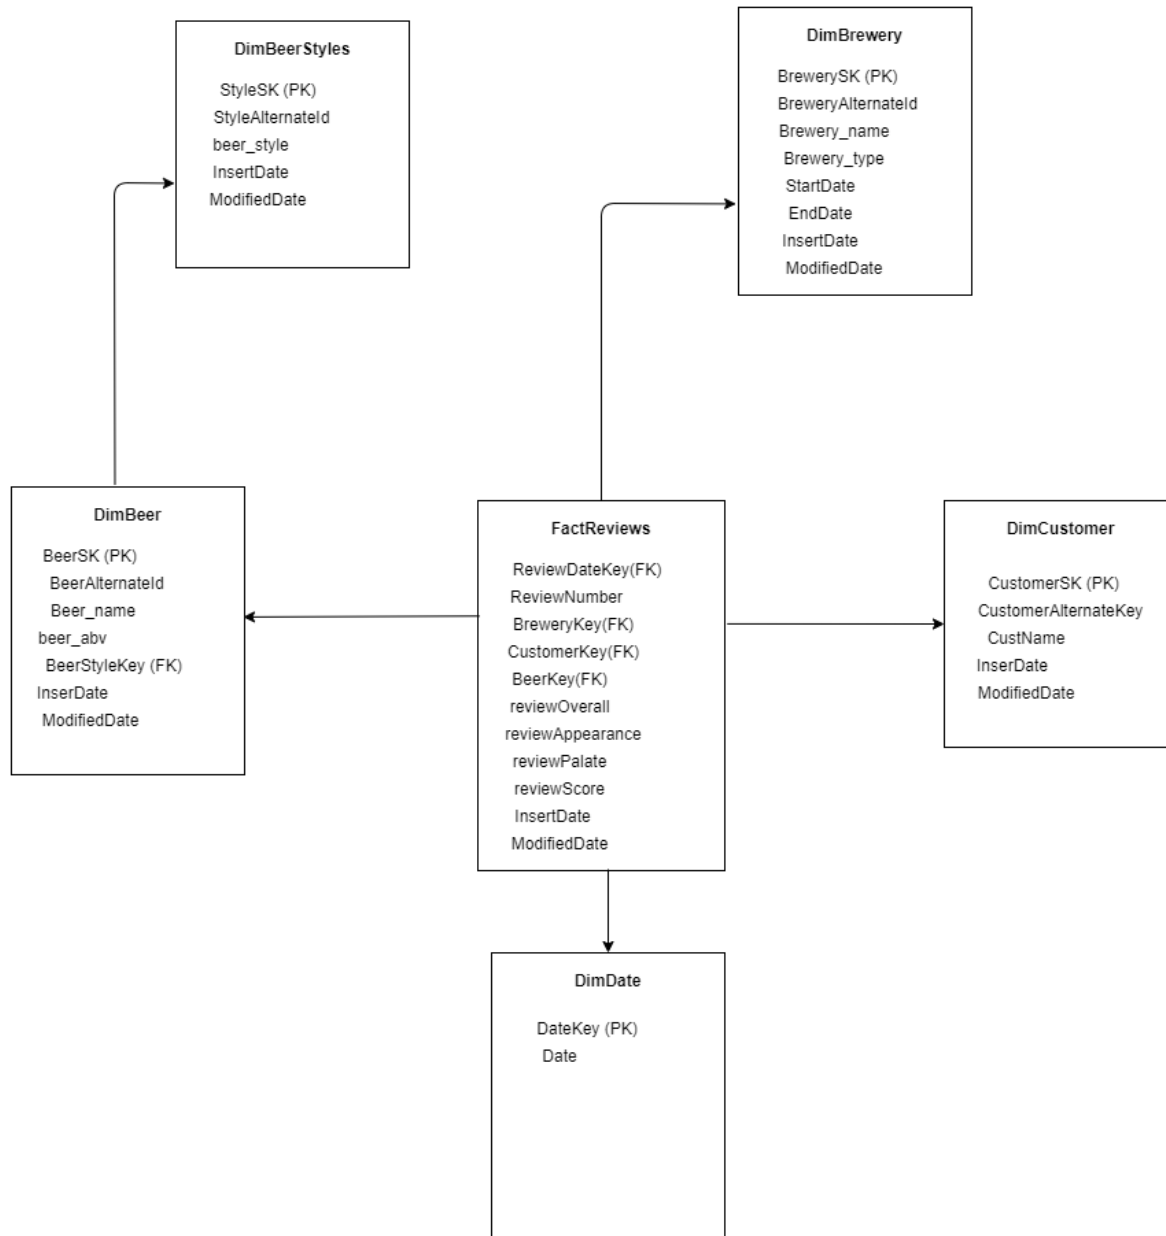 DimBeerStyles
StyleSK (PK)
StyleAlternateId
beer_style
InsertDate
ModifiedDate
DimBrewery
BrewerySK (PK)
BreweryAlternateId
Brewery_name
Brewery_type
StartDate
EndDate
InsertDate
ModifiedDate
DimBeer
BeerSK (PK)
BeerAlternateId
Beer_name
beer_abv
BeerStyleKey (FK)
InserDate
ModifiedDate
FactReviews
ReviewDateKey(FK)
ReviewNumber
BreweryKey(FK)
CustomerKey(FK)
BeerKey(FK)
reviewOverall
reviewAppearance
reviewPalate
reviewScore
InsertDate
ModifiedDate
DimCustomer
CustomerSK (PK)
CustomerAlternateKey
CustName
InserDate
ModifiedDate
DimDate
DateKey (PK)
Date